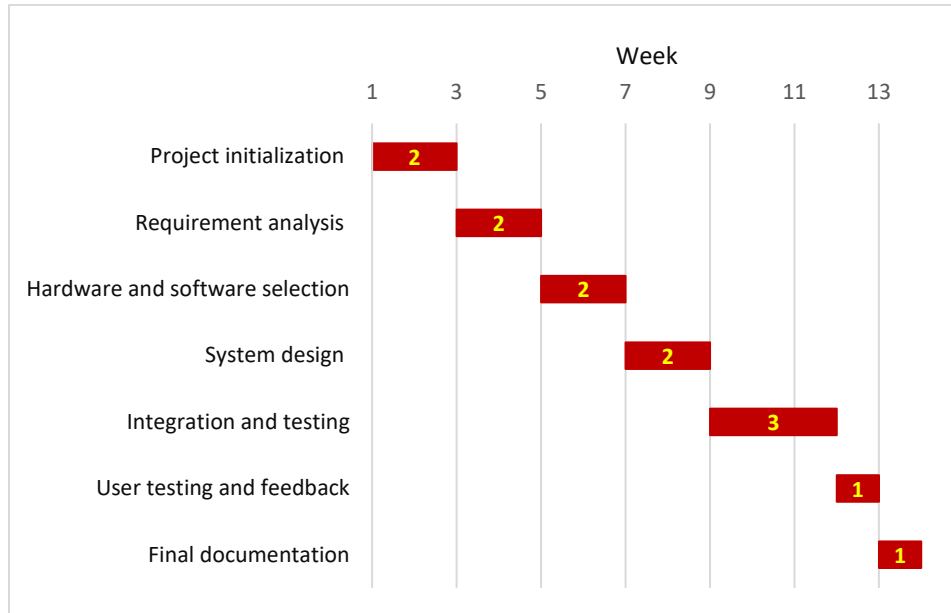 Week
1 3 5 7 9 11 13
Project initialization 2
Requirement analysis 2
Hardware and software selection 2
System design 2
Integration and testing 3
User testing and feedback 1
Final documentation 1